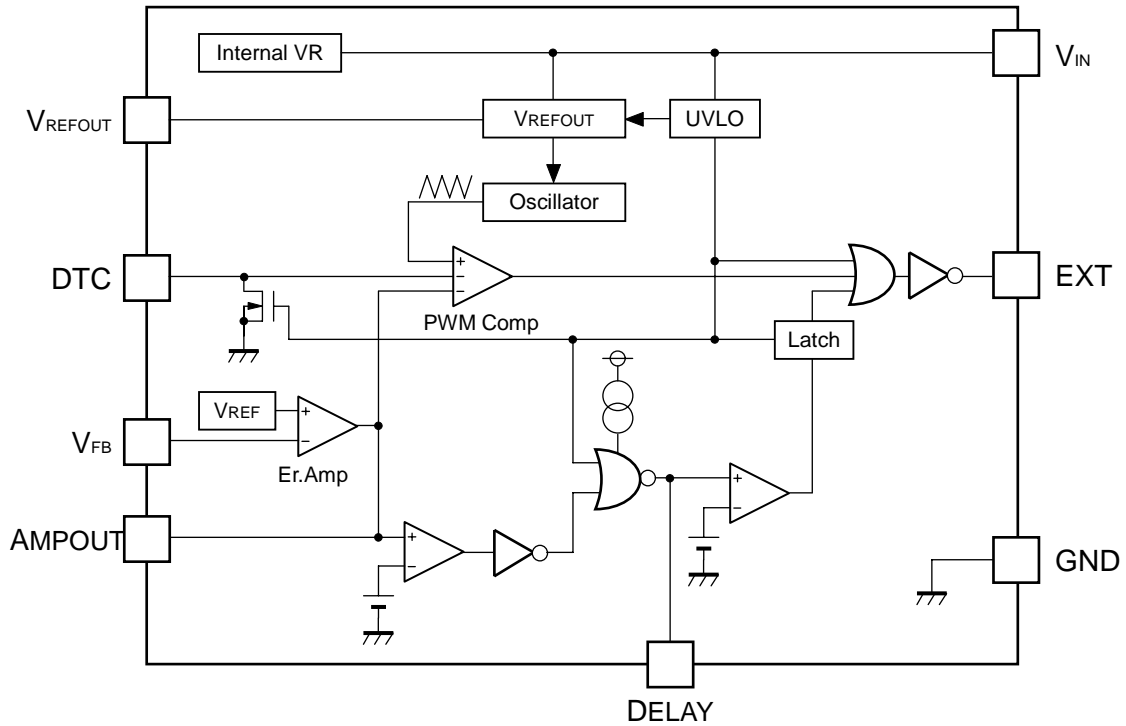 Internal VR
VIN
VREFOUT
VREFOUT
UVLO
Oscillator
DTC
+
−
−
PWM Comp
EXT
Latch
VREF
+
−
VFB
Er.Amp
AMPOUT
+
−
+
−
GND
DELAY